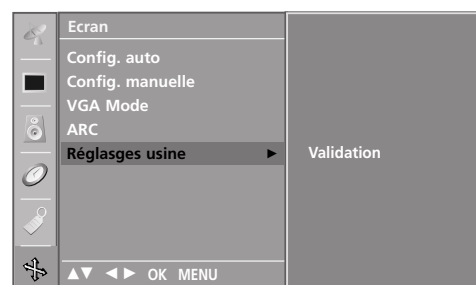 Ecran
Config. auto
Config. manuelle
VGA Mode
ARC
Réglasges usine ► Validation
▲▼ ◄► OK MENU